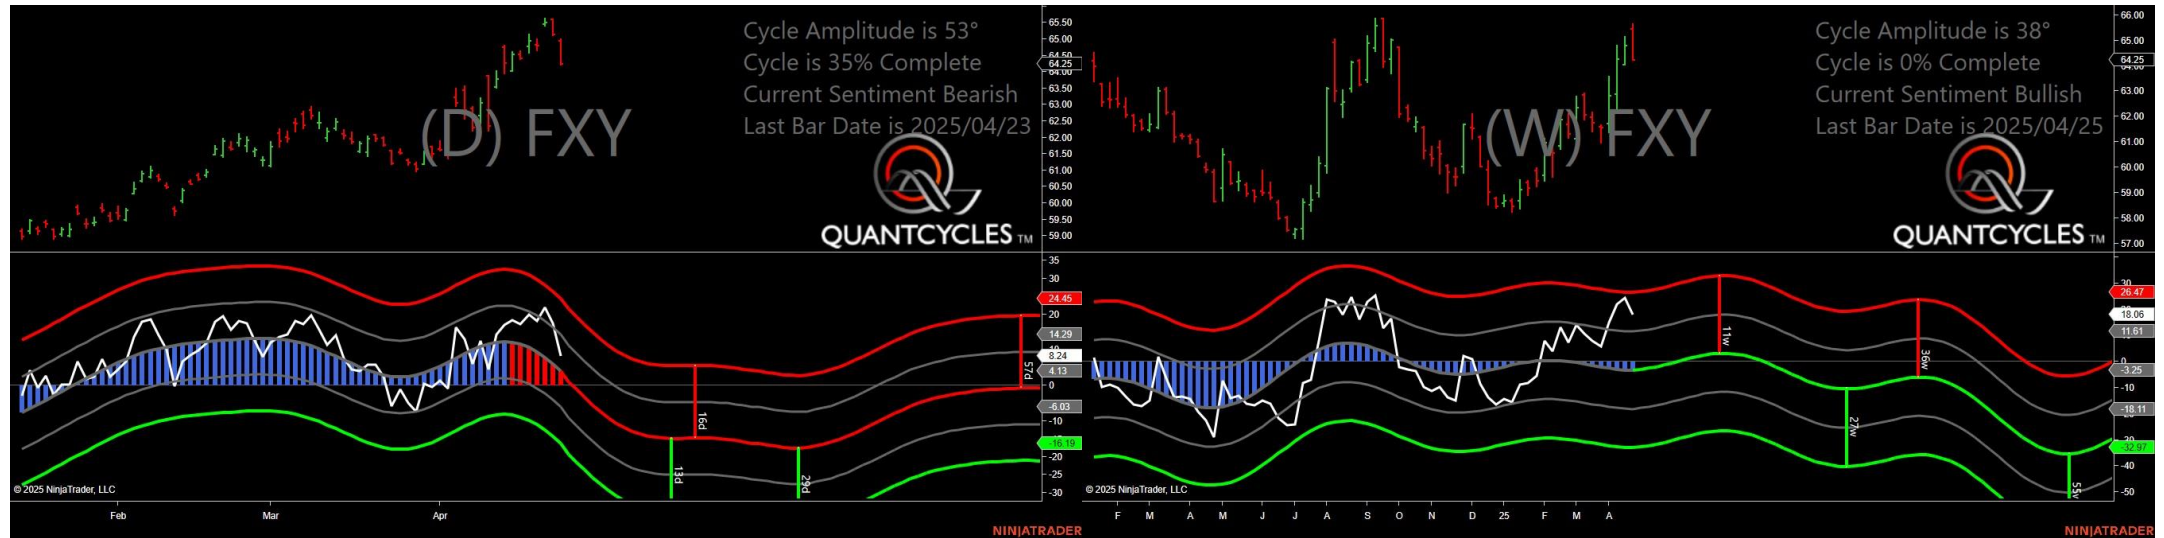 Cycle Amplitude is 53°
Cycle is 35% Complete
Current Sentiment Bearish
Last Bar Date is 2025/04/23
(D) FXY
QUANTCYCLES TM
65.50
65.00
64.50
64.25
64.00
63.50
63.00
62.50
62.00
61.50
61.00
60.50
60.00
59.50
59.00
35
30
24.45
20
14.29
10
8.24
4.13
0
-6.03
-10
-16.19
-20
-25
-30
16d
13d
29d
57d
© 2025 NinjaTrader, LLC
Feb Mar Apr
NINJATRADER
Cycle Amplitude is 38°
Cycle is 0% Complete
Current Sentiment Bullish
Last Bar Date is 2025/04/25
(W) FXY
QUANTCYCLES TM
66.00
65.00
64.25
63.00
62.00
61.00
60.00
59.00
58.00
57.00
30
26.47
18.06
11.61
0
-3.25
-10
-18.11
-32.97
-40
-50
11w
27w
36w
© 2025 NinjaTrader, LLC
F M A M J J A S O N D 25 F M A
NINJATRADER